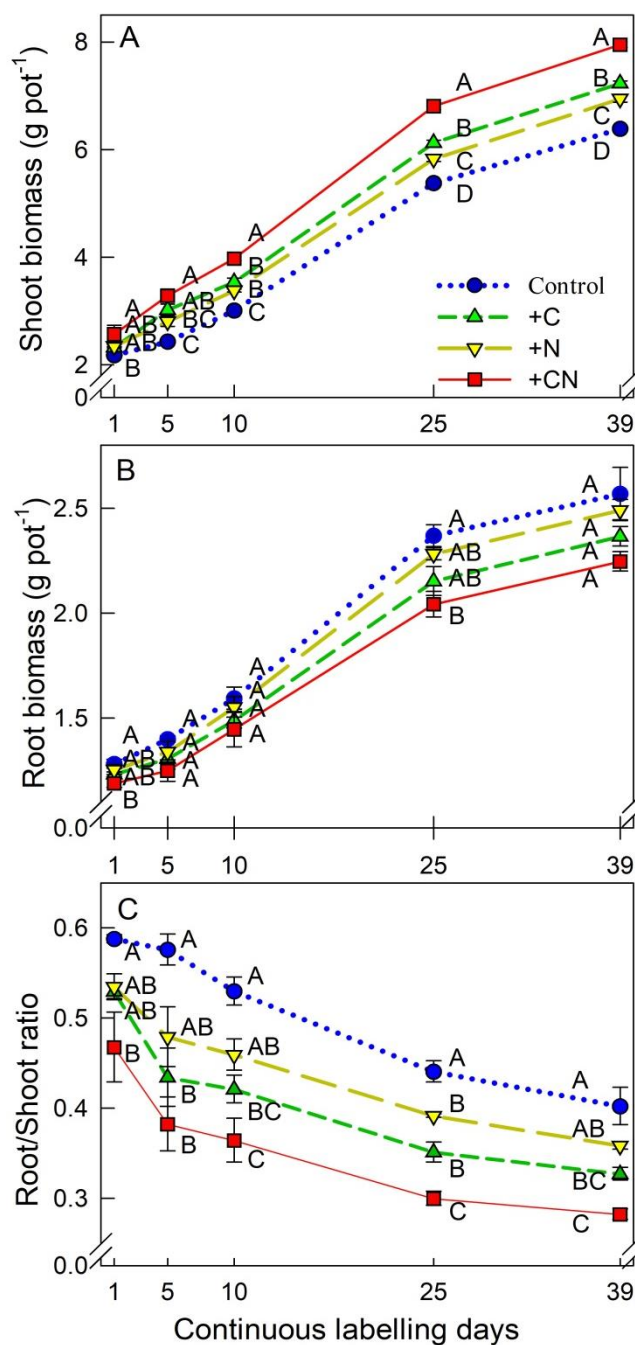 A
8
A
A
B
6
A
C
B
C
D
D
Shoot biomass (g pot⁻¹)
4
A
A
B
B
A
AB
AB
BC
C
AB
C
B
2
0
Control
+C
+N
+CN
1 5 10 25 39
B
A
2.5
A
A
A
AB
AB
A
B
2.0
Root biomass (g pot⁻¹)
A
A
A
A
1.5
A
A
A
A
A
AB
AB
B
0.0
1 5 10 25 39
C
0.6
A
A
A
AB
0.5
AB
AB
AB
A
B
A
Root/Shoot ratio
0.4
B
BC
B
AB
B
C
B
BC
0.3
C
C
0.0
1 5 10 25 39
Continuous labelling days